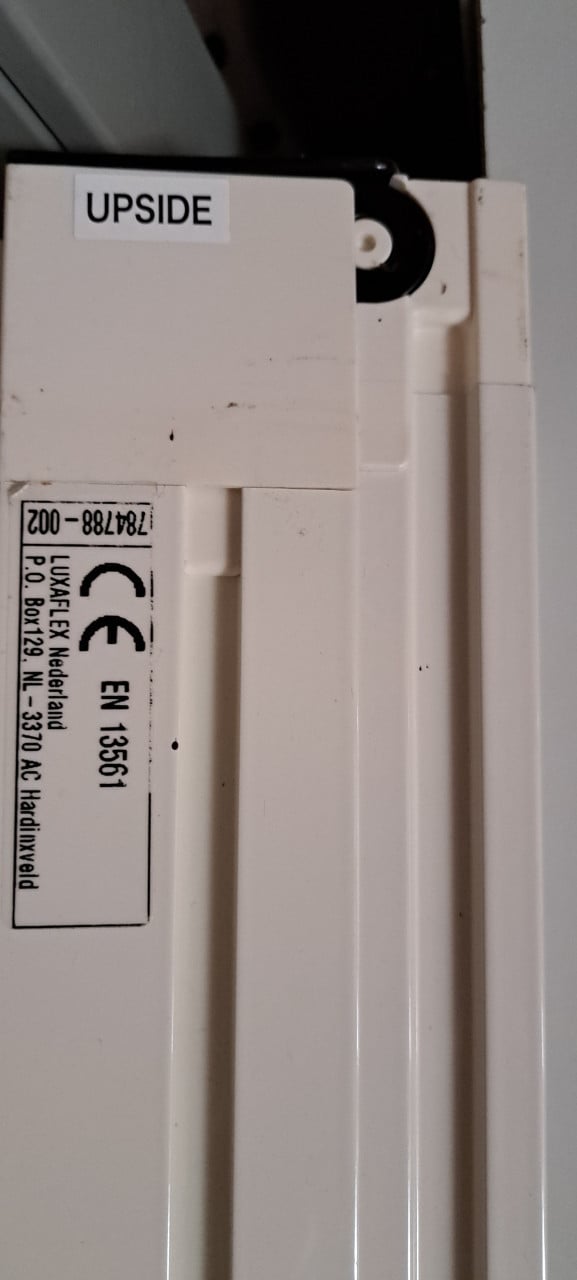 UPSIDE
784788-002
CE
EN 13561
LUXAFLEX Nederland
P.O. Box129. NL-3370 AC Hardinxveld